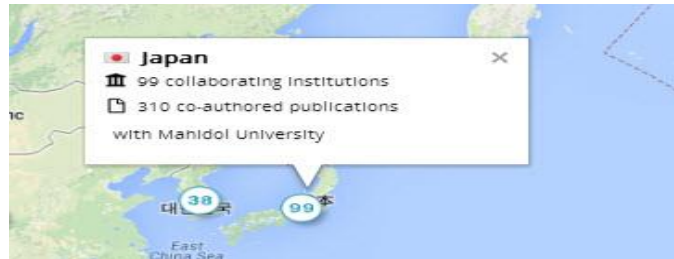 Japan
99 collaborating institutions
310 co-authored publications
with Mahidol University
38
99
East
China Sea